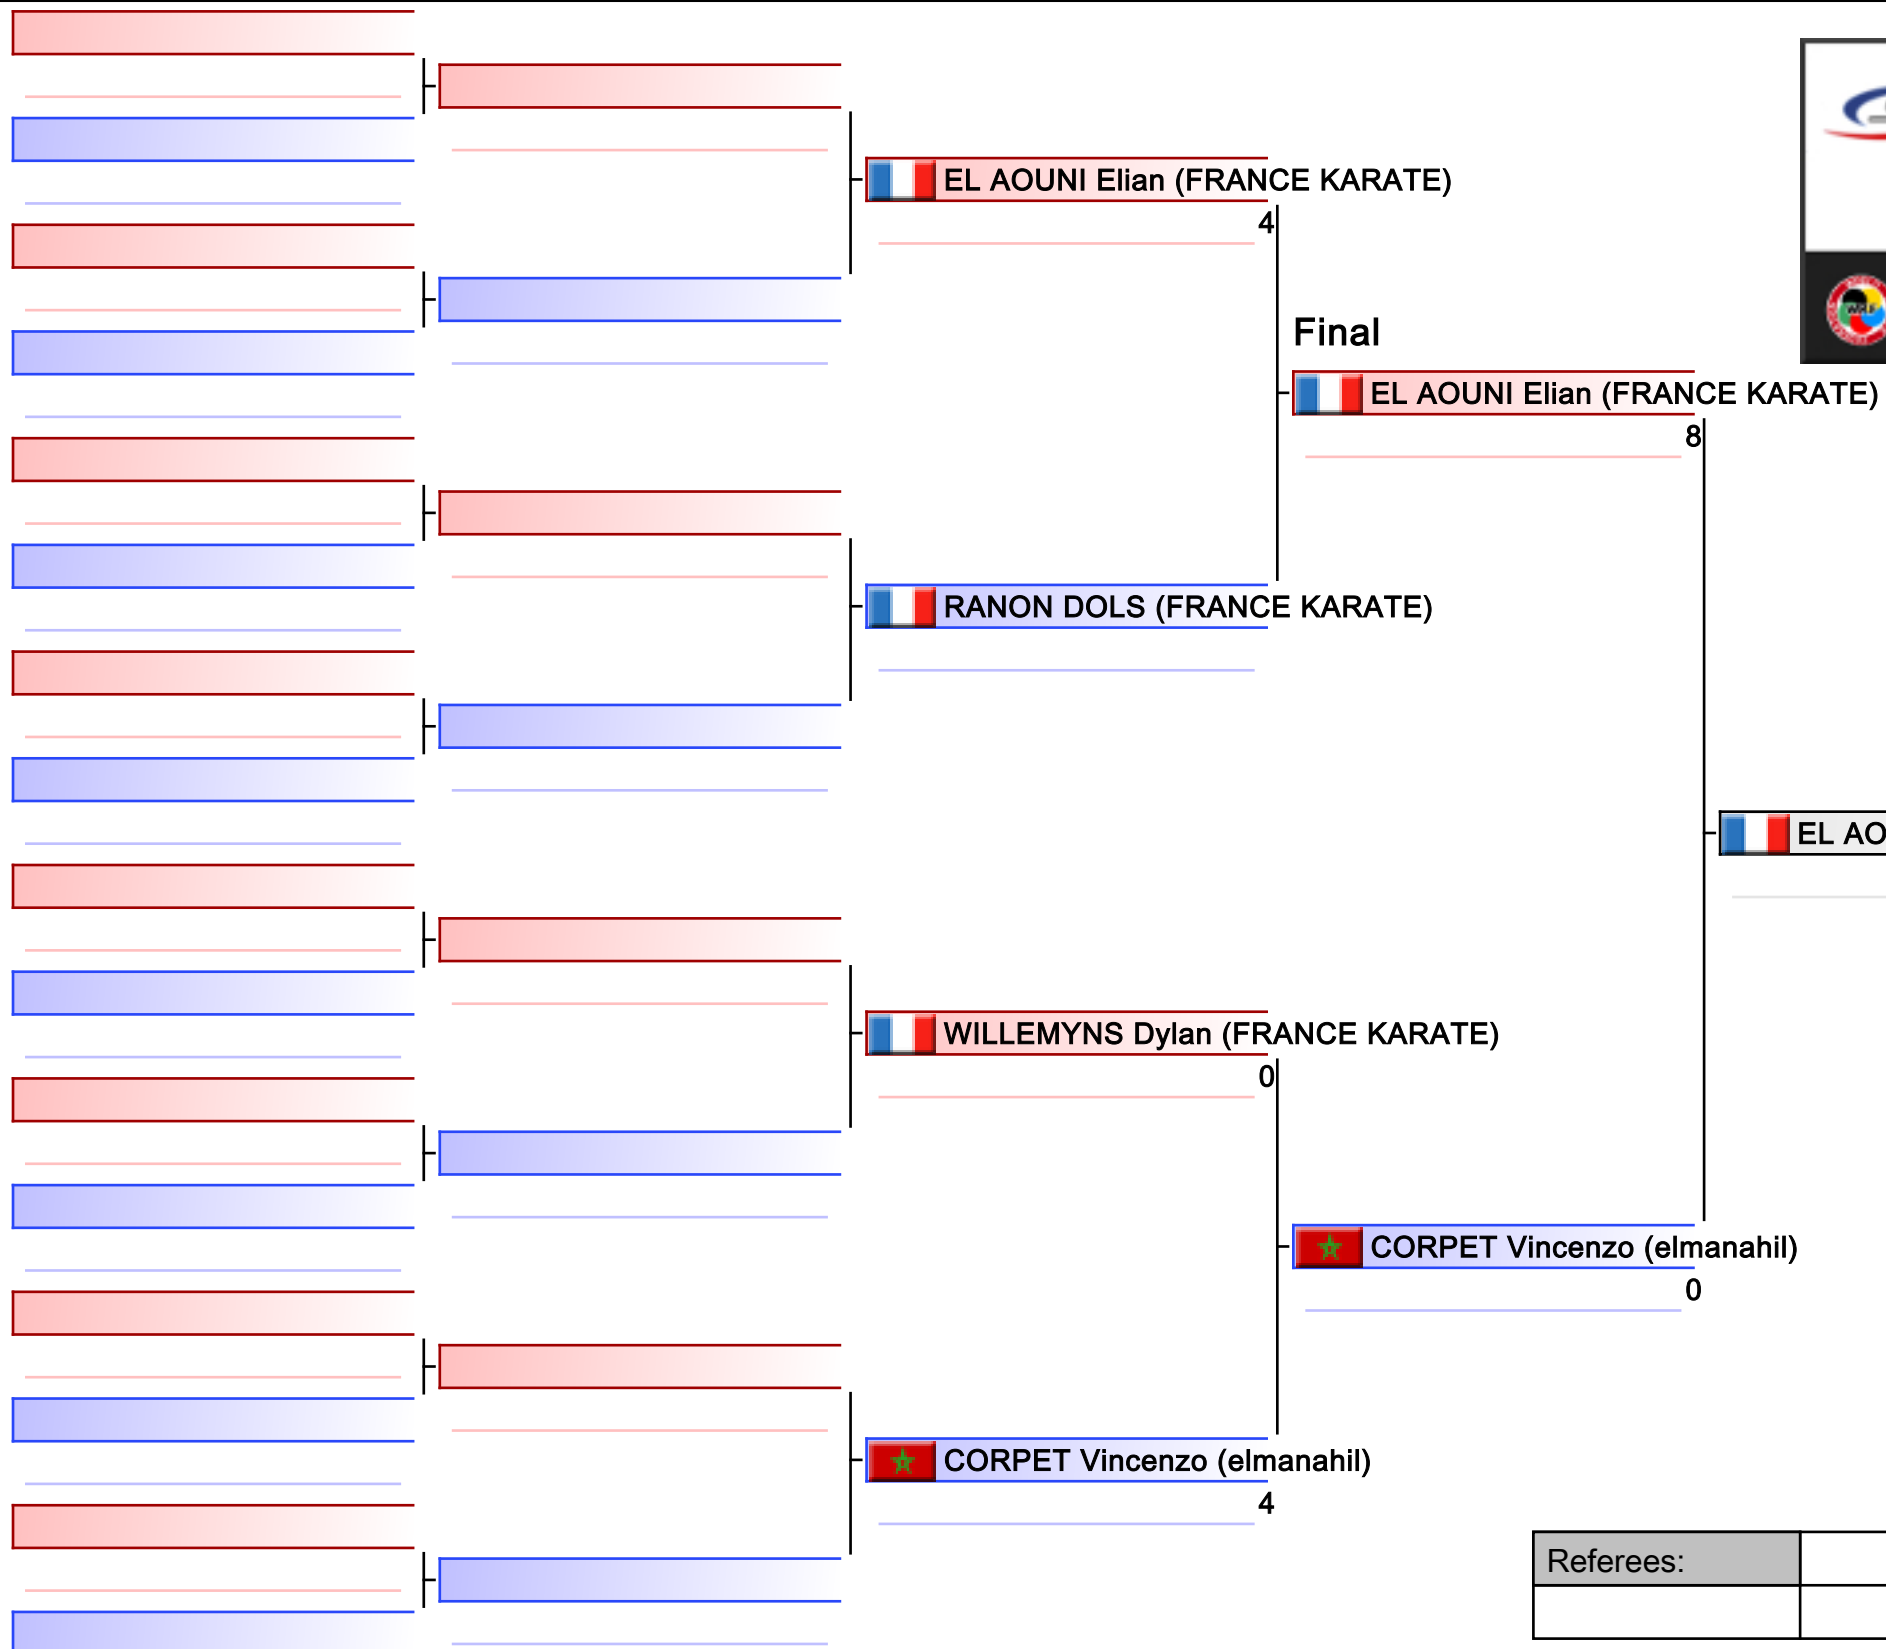 EL AOUNI Elian (FRANCE KARATE)
4
Final
EL AOUNI Elian (FRANCE KARATE)
8
RANON DOLS (FRANCE KARATE)
EL AO
WILLEMYNS Dylan (FRANCE KARATE)
0
CORPET Vincenzo (elmanahil)
0
CORPET Vincenzo (elmanahil)
4
Referees: